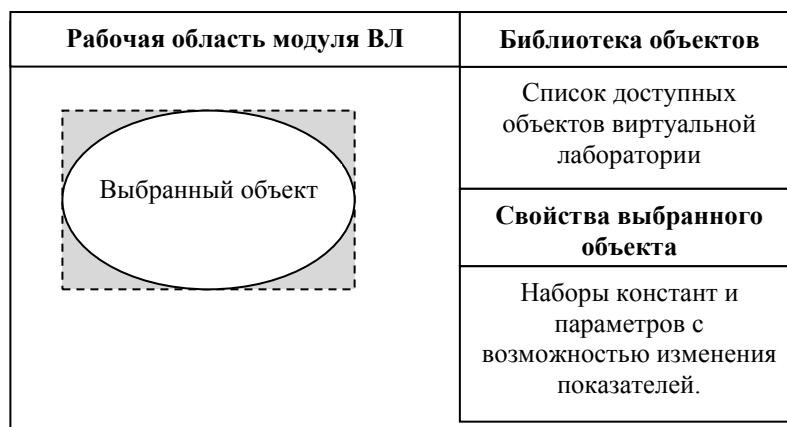 Рабочая область модуля ВЛ
Выбранный объект
Библиотека объектов
Список доступных
объектов виртуальной
лаборатории
Свойства выбранного
объекта
Наборы констант и
параметров с
возможностью изменения
показателей.